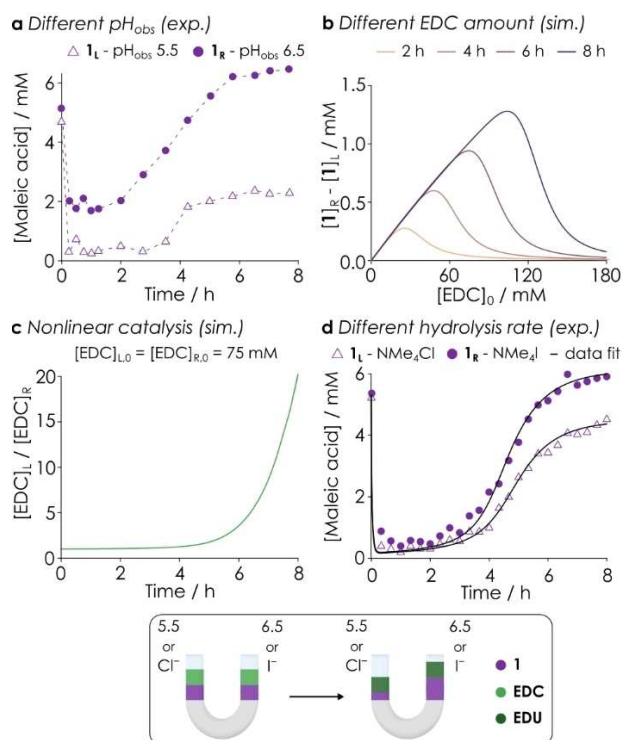 a Different pHobs (exp.)
1L - pHobs 5.5 1R - pHobs 6.5
[Maleic acid] / mM
6
4
2
0
0 2 4 6 8
Time / h
b Different EDC amount (sim.)
2 h 4 h 6 h 8 h
[1]R - [1]L / mM
1.5
1.0
0.5
0.0
0 60 120 180
[EDC]0 / mM
c Nonlinear catalysis (sim.)
[EDC]L,0 = [EDC]R,0 = 75 mM
[EDC]L / [EDC]R
20
15
10
5
0
0 2 4 6 8
Time / h
d Different hydrolysis rate (exp.)
1L - NMe4Cl 1R - NMe4I – data fit
[Maleic acid] / mM
6
4
2
0
0 2 4 6 8
Time / h
5.5 6.5 5.5 6.5
or or or or
Cl− I− Cl− I−
1
EDC
EDU